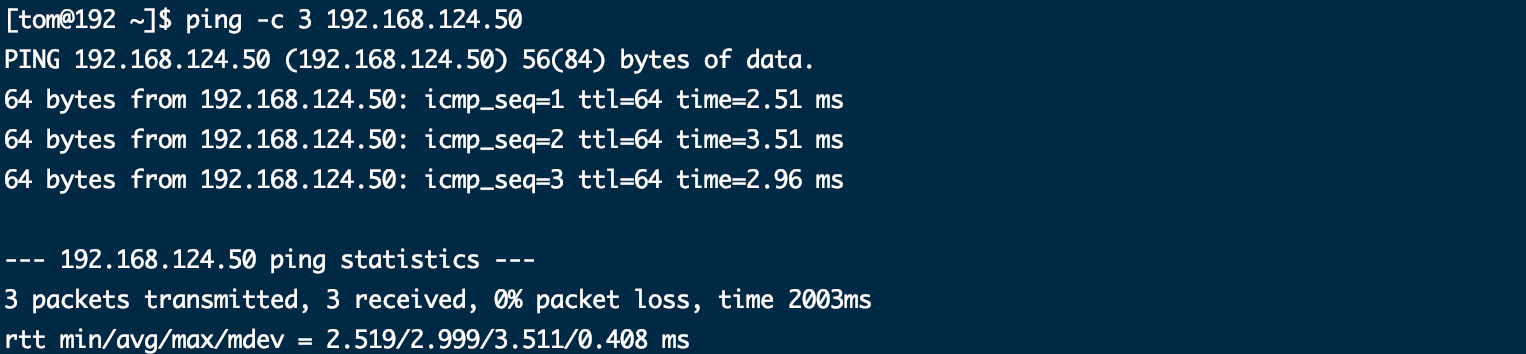 [tom@192 ~]$ ping -c 3 192.168.124.50
PING 192.168.124.50 (192.168.124.50) 56(84) bytes of data.
64 bytes from 192.168.124.50: icmp_seq=1 ttl=64 time=2.51 ms
64 bytes from 192.168.124.50: icmp_seq=2 ttl=64 time=3.51 ms
64 bytes from 192.168.124.50: icmp_seq=3 ttl=64 time=2.96 ms
--- 192.168.124.50 ping statistics ---
3 packets transmitted, 3 received, 0% packet loss, time 2003ms
rtt min/avg/max/mdev = 2.519/2.999/3.511/0.408 ms